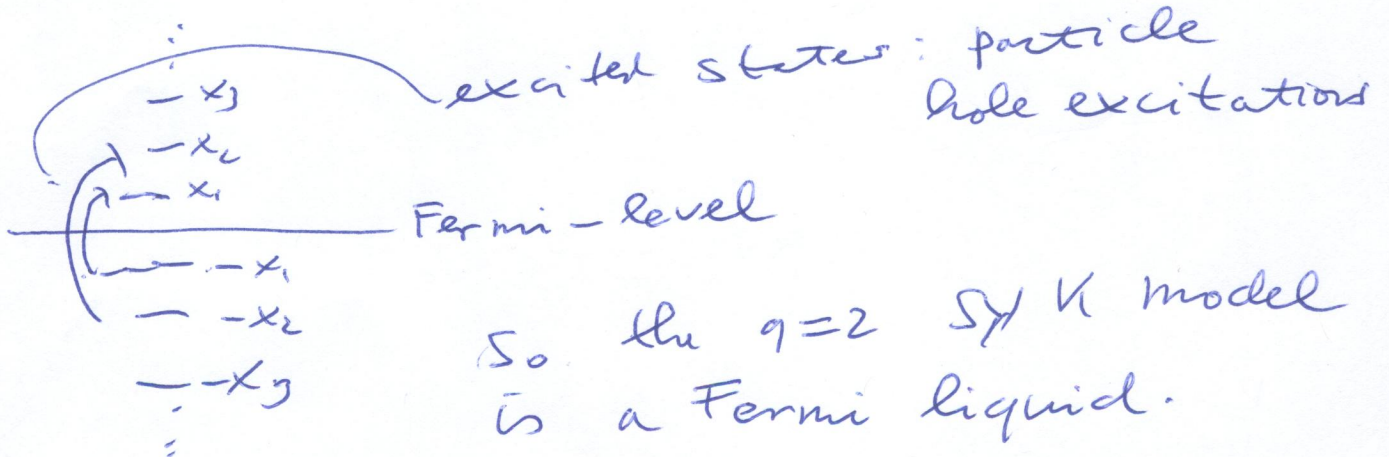 excited states: particle
hole excitations
— x₃
— x₂
— x₁
Fermi-level
— -x₁
— -x₂
— -x₃
So the q=2 SYK model
is a Fermi liquid.